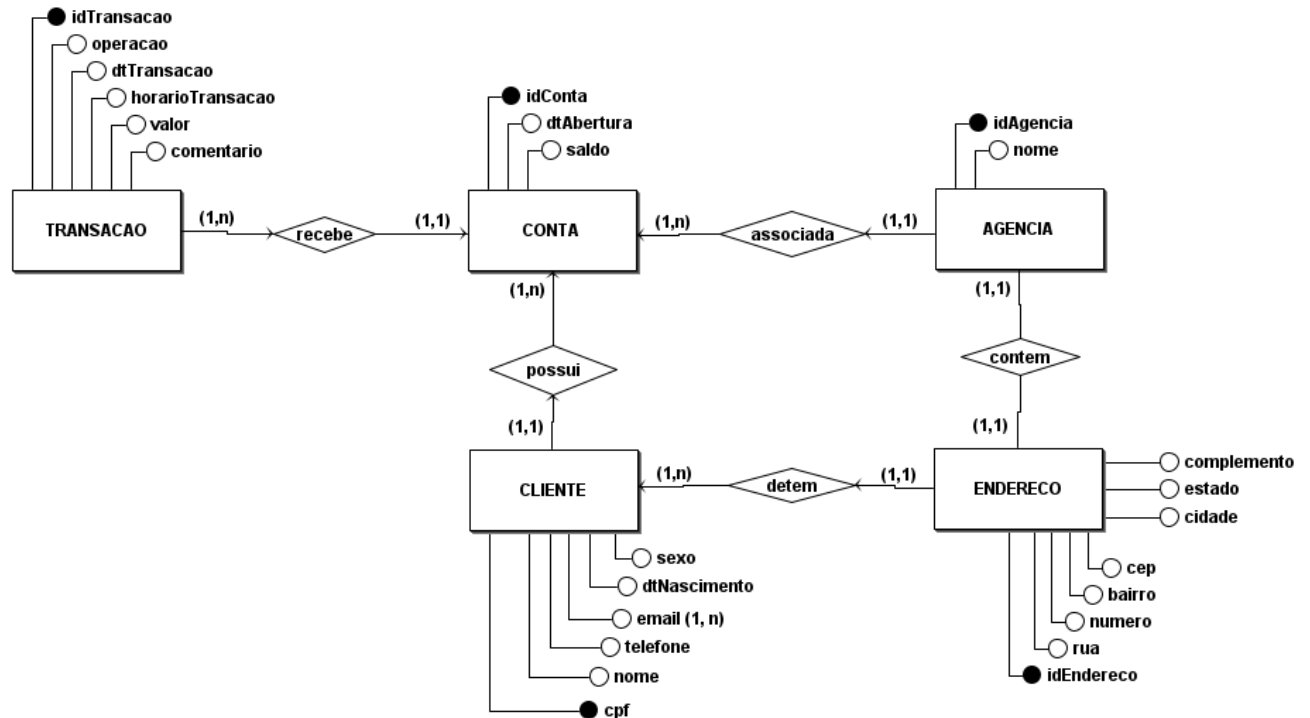 idTransacao
operacao
dtTransacao
horarioTransacao
valor
comentario
TRANSACAO
(1,n)
recebe
(1,1)
idConta
dtAbertura
saldo
CONTA
(1,n)
associada
(1,1)
idAgencia
nome
AGENCIA
(1,n)
possui
(1,1)
(1,1)
contem
(1,1)
CLIENTE
(1,n)
detem
(1,1)
ENDERECO
complemento
estado
cidade
sexo
dtNascimento
email (1, n)
telefone
nome
cpf
cep
bairro
numero
rua
idEndereco